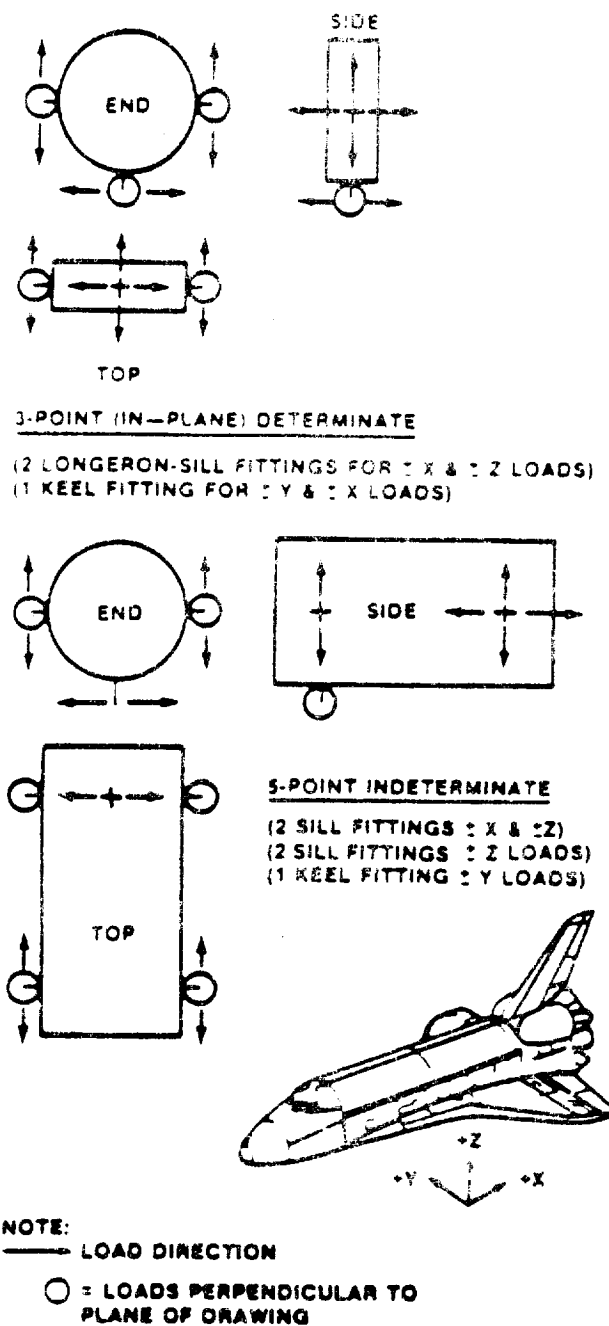 SIDE
END
TOP
3-POINT (IN-PLANE) DETERMINATE
(2 LONGERON-SILL FITTINGS FOR ± X & ± Z LOADS)
(1 KEEL FITTING FOR ± Y & ± X LOADS)
END
SIDE
5-POINT INDETERMINATE
(2 SILL FITTINGS ± X & ±Z)
(2 SILL FITTINGS ± Z LOADS)
(1 KEEL FITTING ± Y LOADS)
TOP
+Z
+Y
+X
NOTE:
LOAD DIRECTION
= LOADS PERPENDICULAR TO
PLANE OF DRAWING